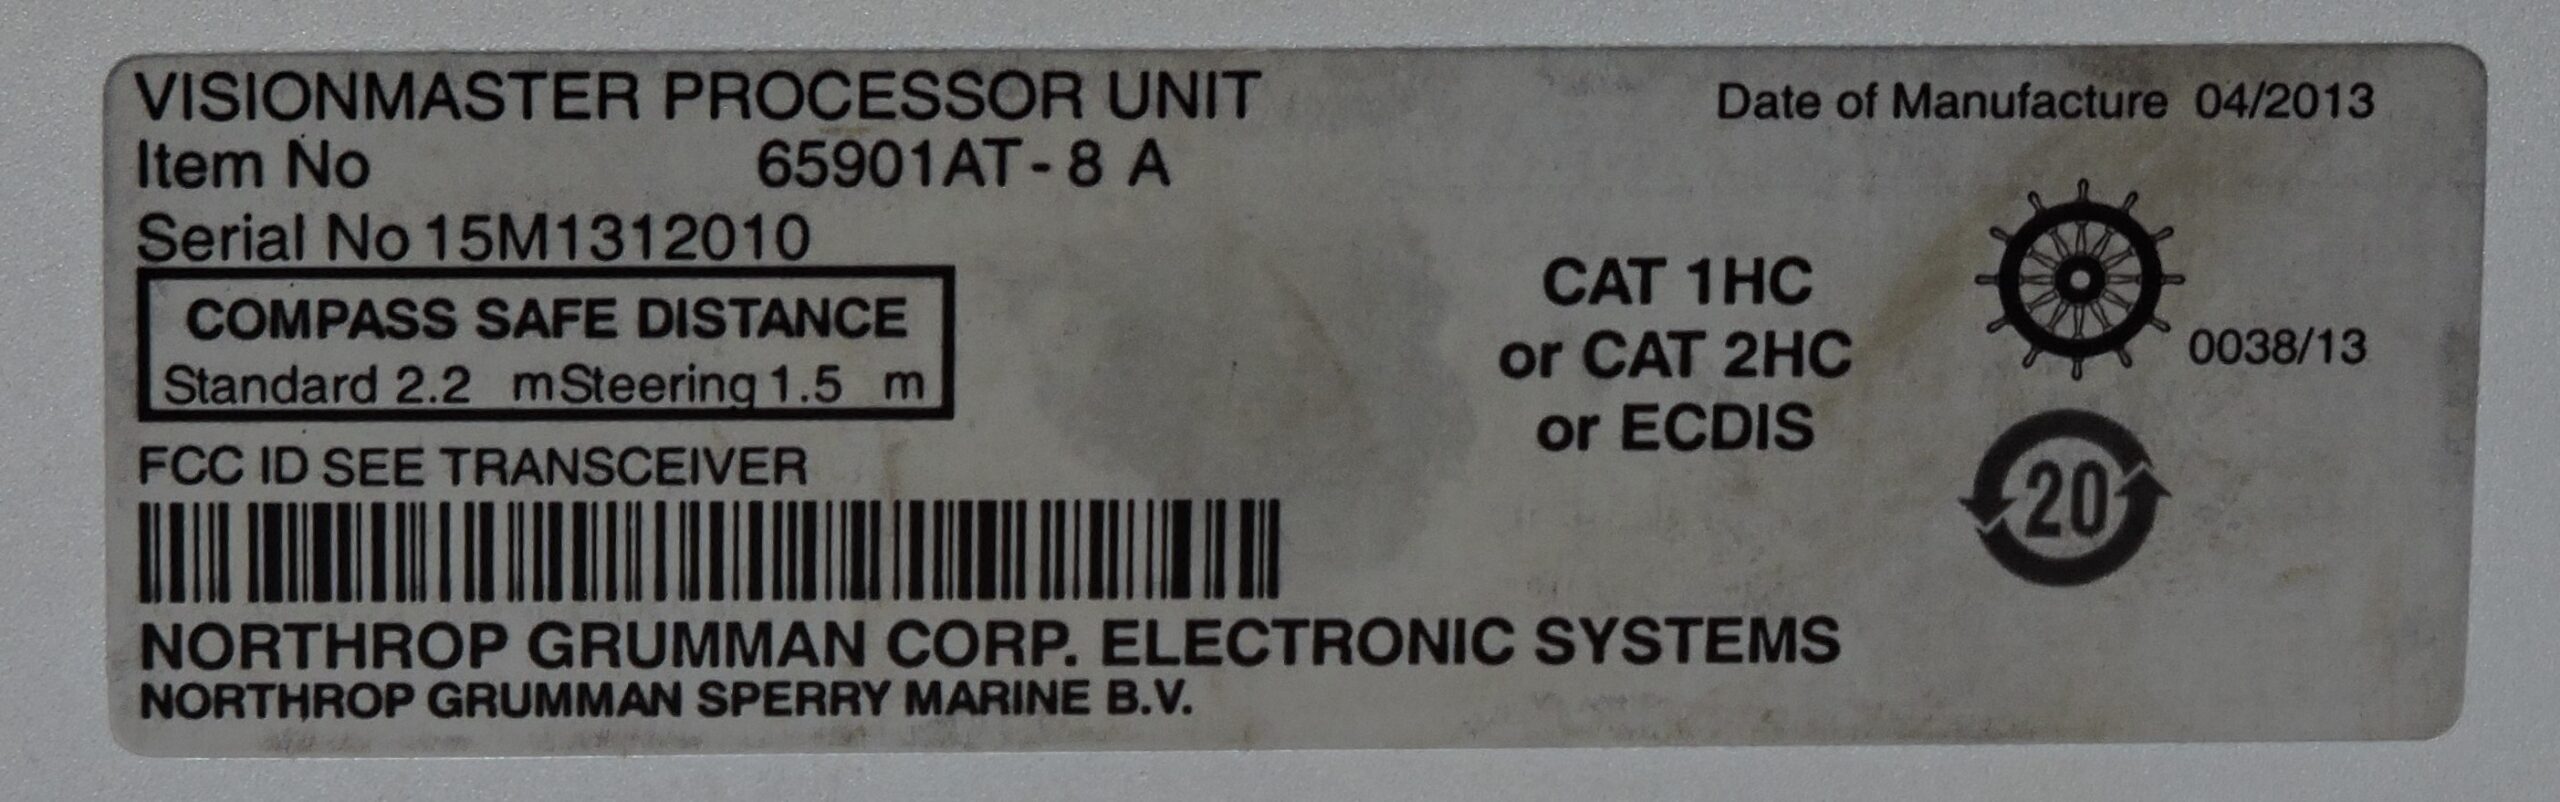 VISIONMASTER PROCESSOR UNIT
Date of Manufacture 04/2013
Item No 65901AT-8 A
Serial No 15M1312010
COMPASS SAFE DISTANCE
Standard 2.2 m Steering 1.5 m
FCC ID SEE TRANSCEIVER
CAT 1HC
or CAT 2HC
or ECDIS
0038/13
20
NORTHROP GRUMMAN CORP. ELECTRONIC SYSTEMS
NORTHROP GRUMMAN SPERRY MARINE B.V.